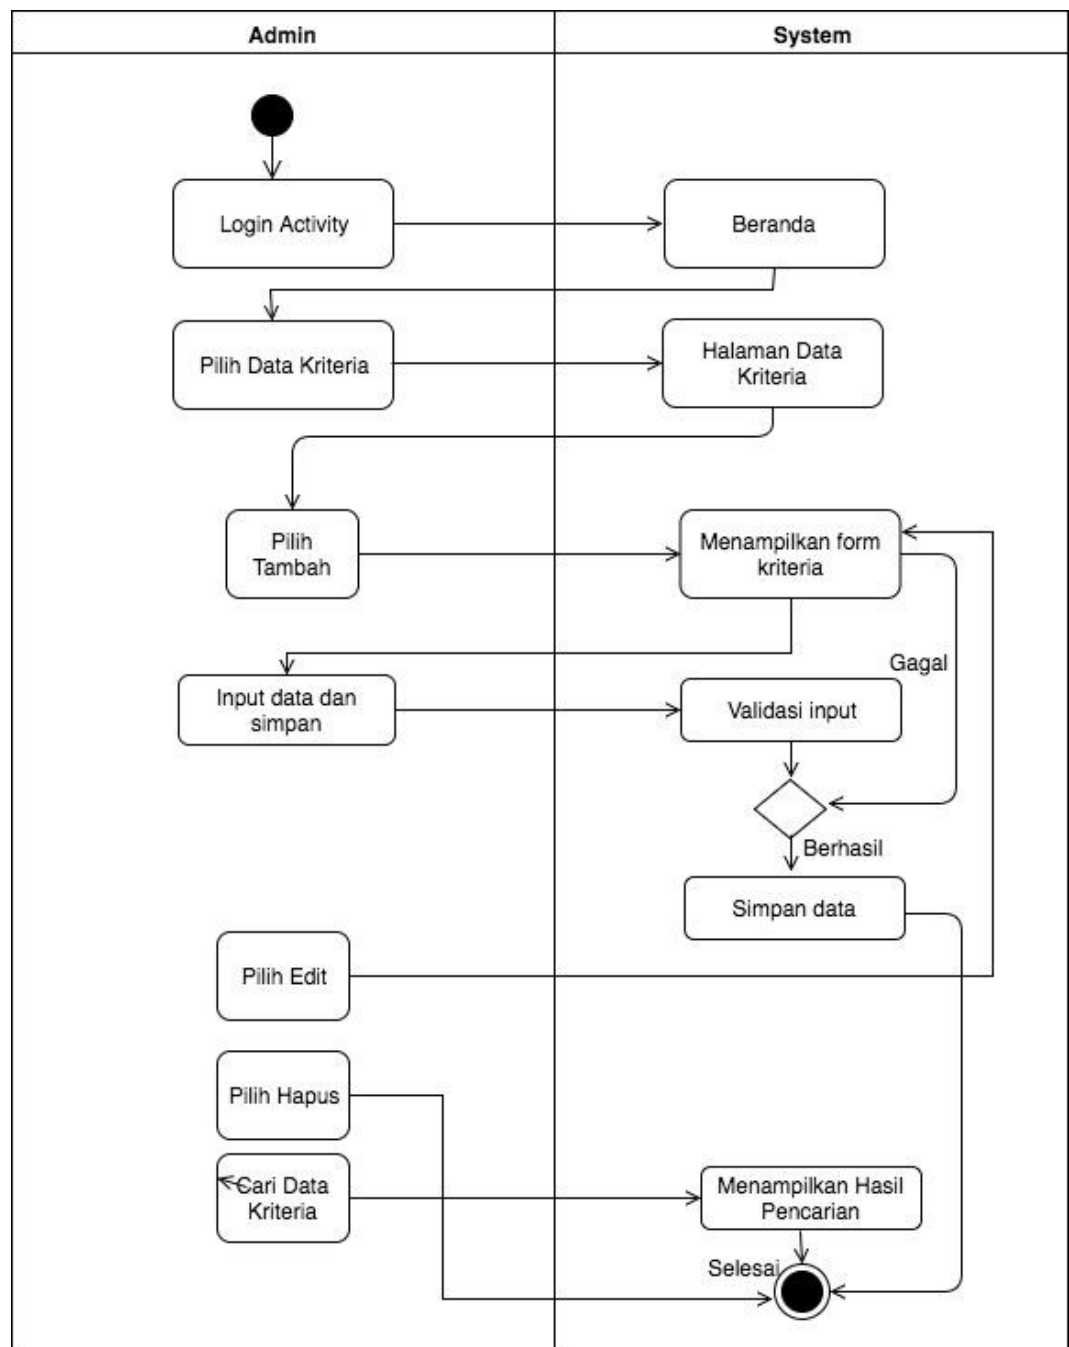 Admin
System
Login Activity
Beranda
Pilih Data Kriteria
Halaman Data
Kriteria
Pilih
Tambah
Menampilkan form
kriteria
Gagal
Input data dan
simpan
Validasi input
Berhasil
Simpan data
Pilih Edit
Pilih Hapus
Cari Data
Kriteria
Menampilkan Hasil
Pencarian
Selesai